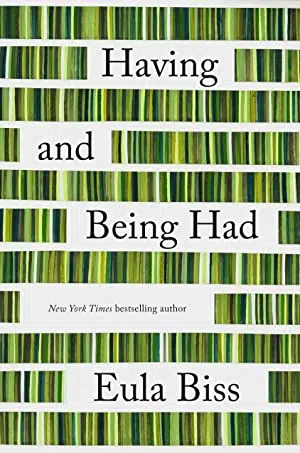 Having
and
Being Had
New York Times bestselling author
Eula Biss